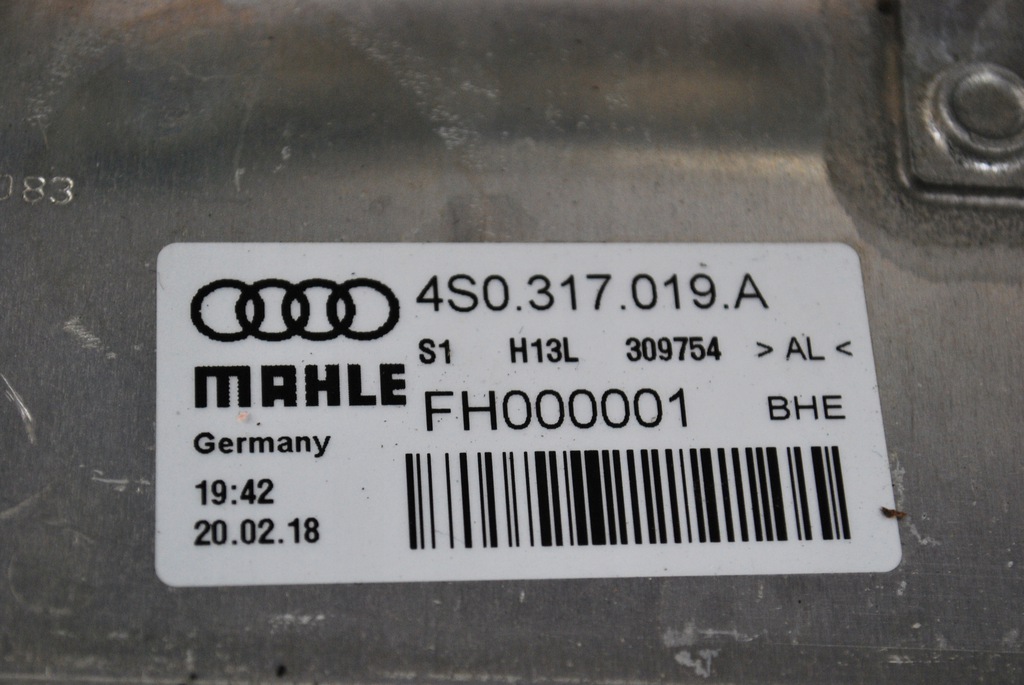 083
4S0.317.019.A
S1 H13L 309754 > AL <
MAHLE
FH000001 BHE
Germany
19:42
20.02.18